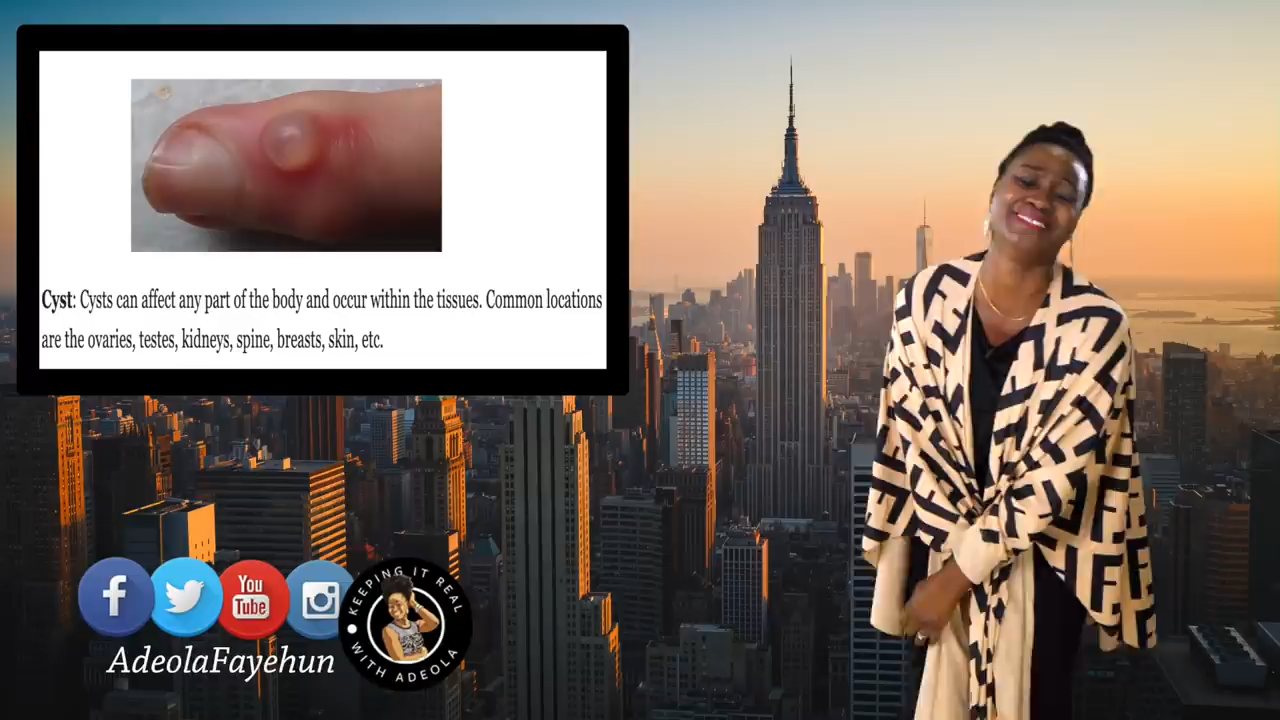 Cyst: Cysts can affect any part of the body and occur within the tissues. Common locations
are the ovaries, testes, kidneys, spine, breasts, skin, etc.
f
You
Tube
KEEPING IT REAL
WITH ADEOLA
AdeolaFayehun